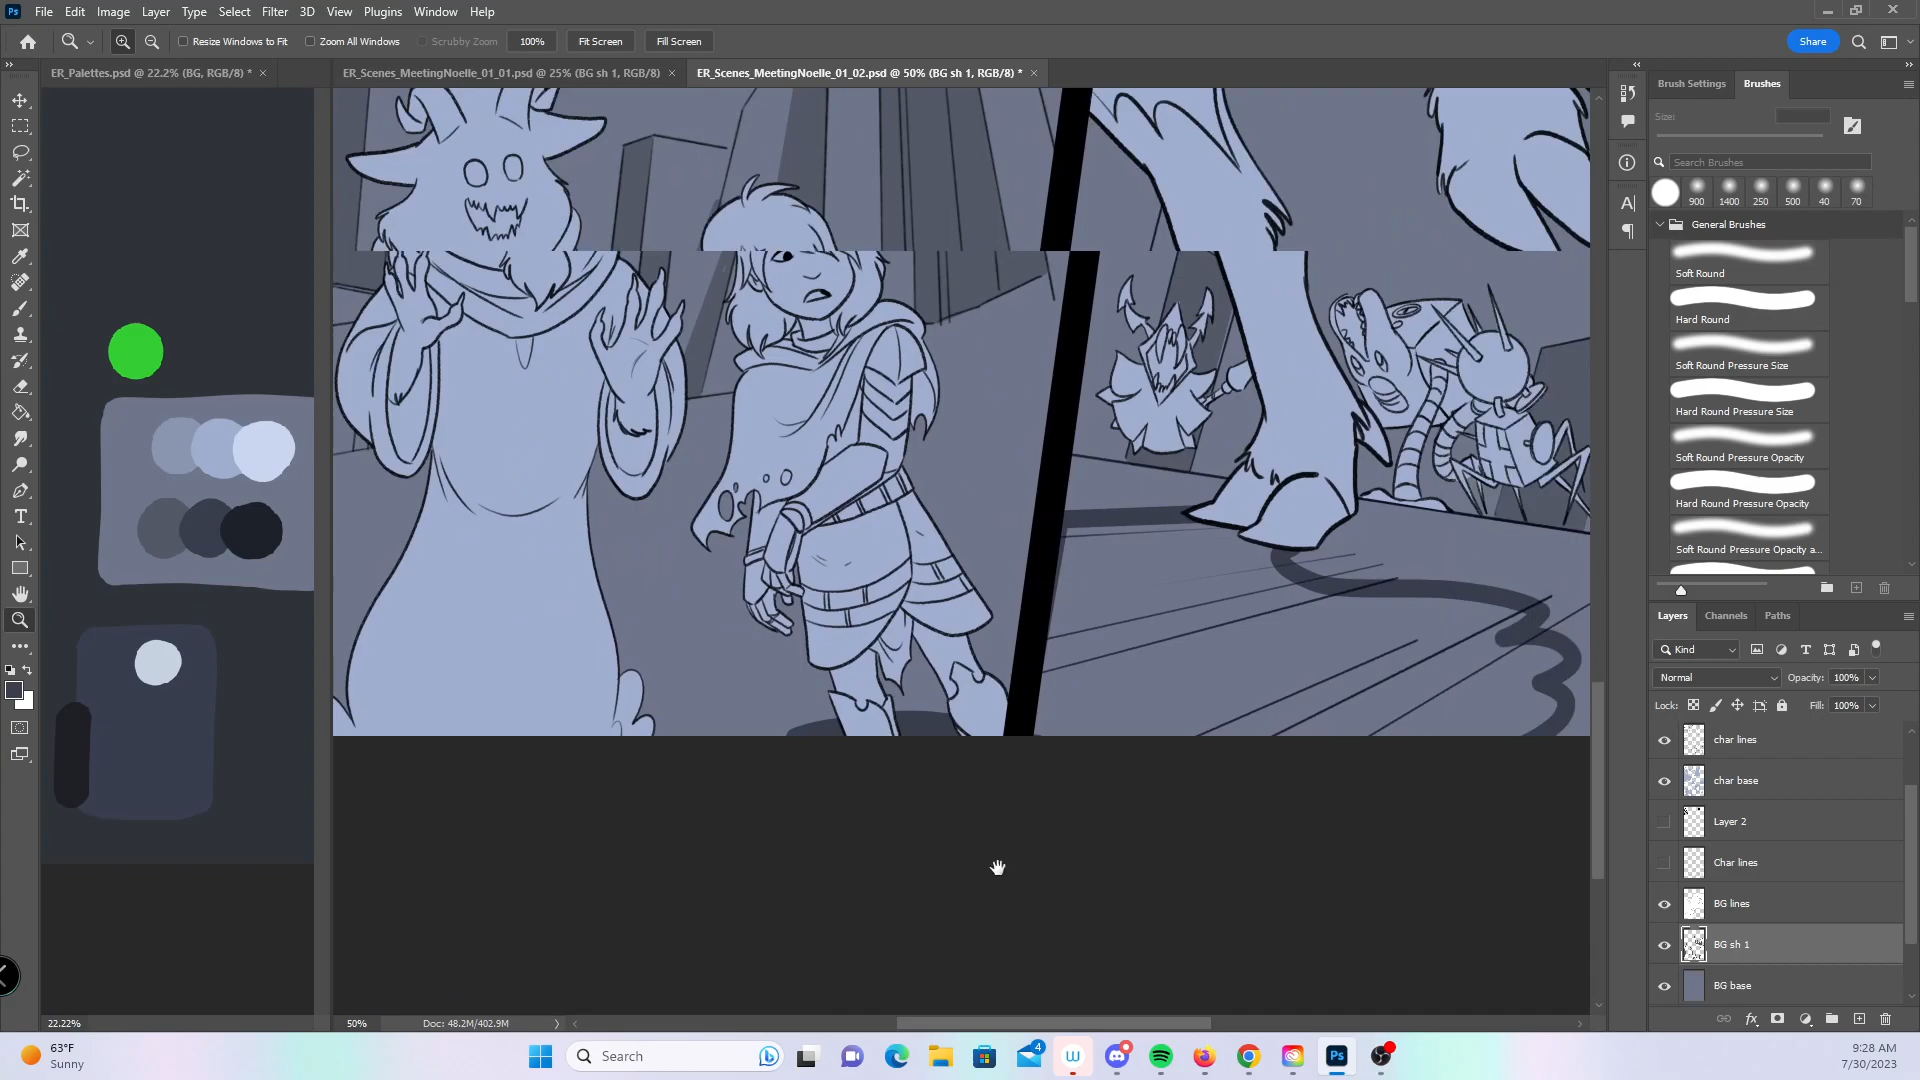 Ps File Edit Image Layer Type Select Filter 3D View Plugins Window Help
Resize Windows to Fit Zoom All Windows Scrubby Zoom 100% Fit Screen Fill Screen Share
ER_Palettes.psd @ 22.2% (BG, RGB/8) * ER_Scenes_MeetingNoelle_01_01.psd @ 25% (BG sh 1, RGB/8) ER_Scenes_MeetingNoelle_01_02.psd @ 50% (BG sh 1, RGB/8) *
Brush Settings Brushes
Size:
Search Brushes
900 1400 250 500 40 70
General Brushes
Soft Round
Hard Round
Soft Round Pressure Size
Hard Round Pressure Size
Soft Round Pressure Opacity
Hard Round Pressure Opacity
Soft Round Pressure Opacity a...
Layers Channels Paths
Kind
Normal Opacity: 100%
Lock: Fill: 100%
char lines
char base
Layer 2
Char lines
BG lines
BG sh 1
BG base
22.22% 50% Doc: 48.2M/402.9M
63°F
Sunny
Search
4
Ps
9:28 AM
7/30/2023